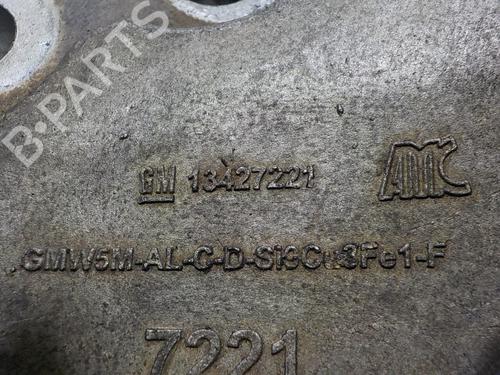 B-PARTS
GM 13427221 AMC
GMW5M-AL-C-D-Si9Cu3Fe1-F
7221